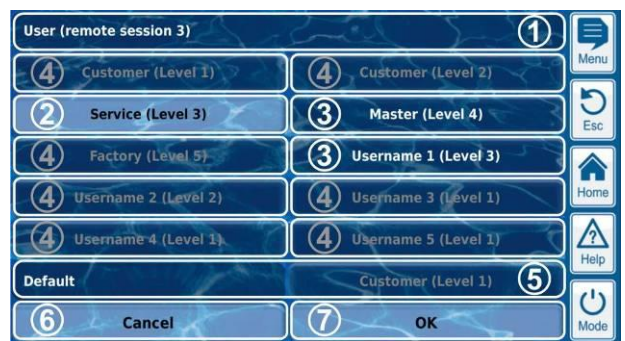 User (remote session 3) 1
4 Customer (Level 1) 4 Customer (Level 2)
2 Service (Level 3) 3 Master (Level 4)
4 Factory (Level 5) 3 Username 1 (Level 3)
4 Username 2 (Level 2) 4 Username 3 (Level 1)
4 Username 4 (Level 1) 4 Username 5 (Level 1)
Default Customer (Level 1) 5
6 Cancel 7 OK
Menu
Esc
Home
?
Help
Mode